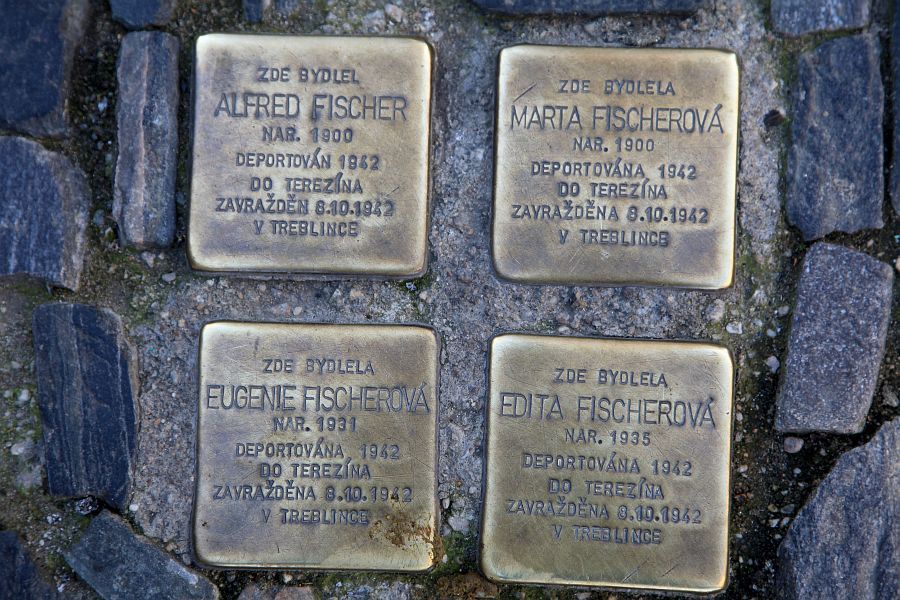 ZDE BYDLEL
ALFRED FISCHER
NAR. 1900
DEPORTOVÁN 1942
DO TEREZÍNA
ZAVRAŽDĚN 8.10.1942
V TREBLINCE
ZDE BYDLELA
MARTA FISCHEROVÁ
NAR. 1900
DEPORTOVÁNA 1942
DO TEREZÍNA
ZAVRAŽDĚNA 8.10.1942
V TREBLINCE
ZDE BYDLELA
EUGENIE FISCHEROVÁ
NAR. 1931
DEPORTOVÁNA 1942
DO TEREZÍNA
ZAVRAŽDĚNA 8.10.1942
V TREBLINCE
ZDE BYDLELA
EDITA FISCHEROVÁ
NAR. 1935
DEPORTOVÁNA 1942
DO TEREZÍNA
ZAVRAŽDĚNA 8.10.1942
V TREBLINCE